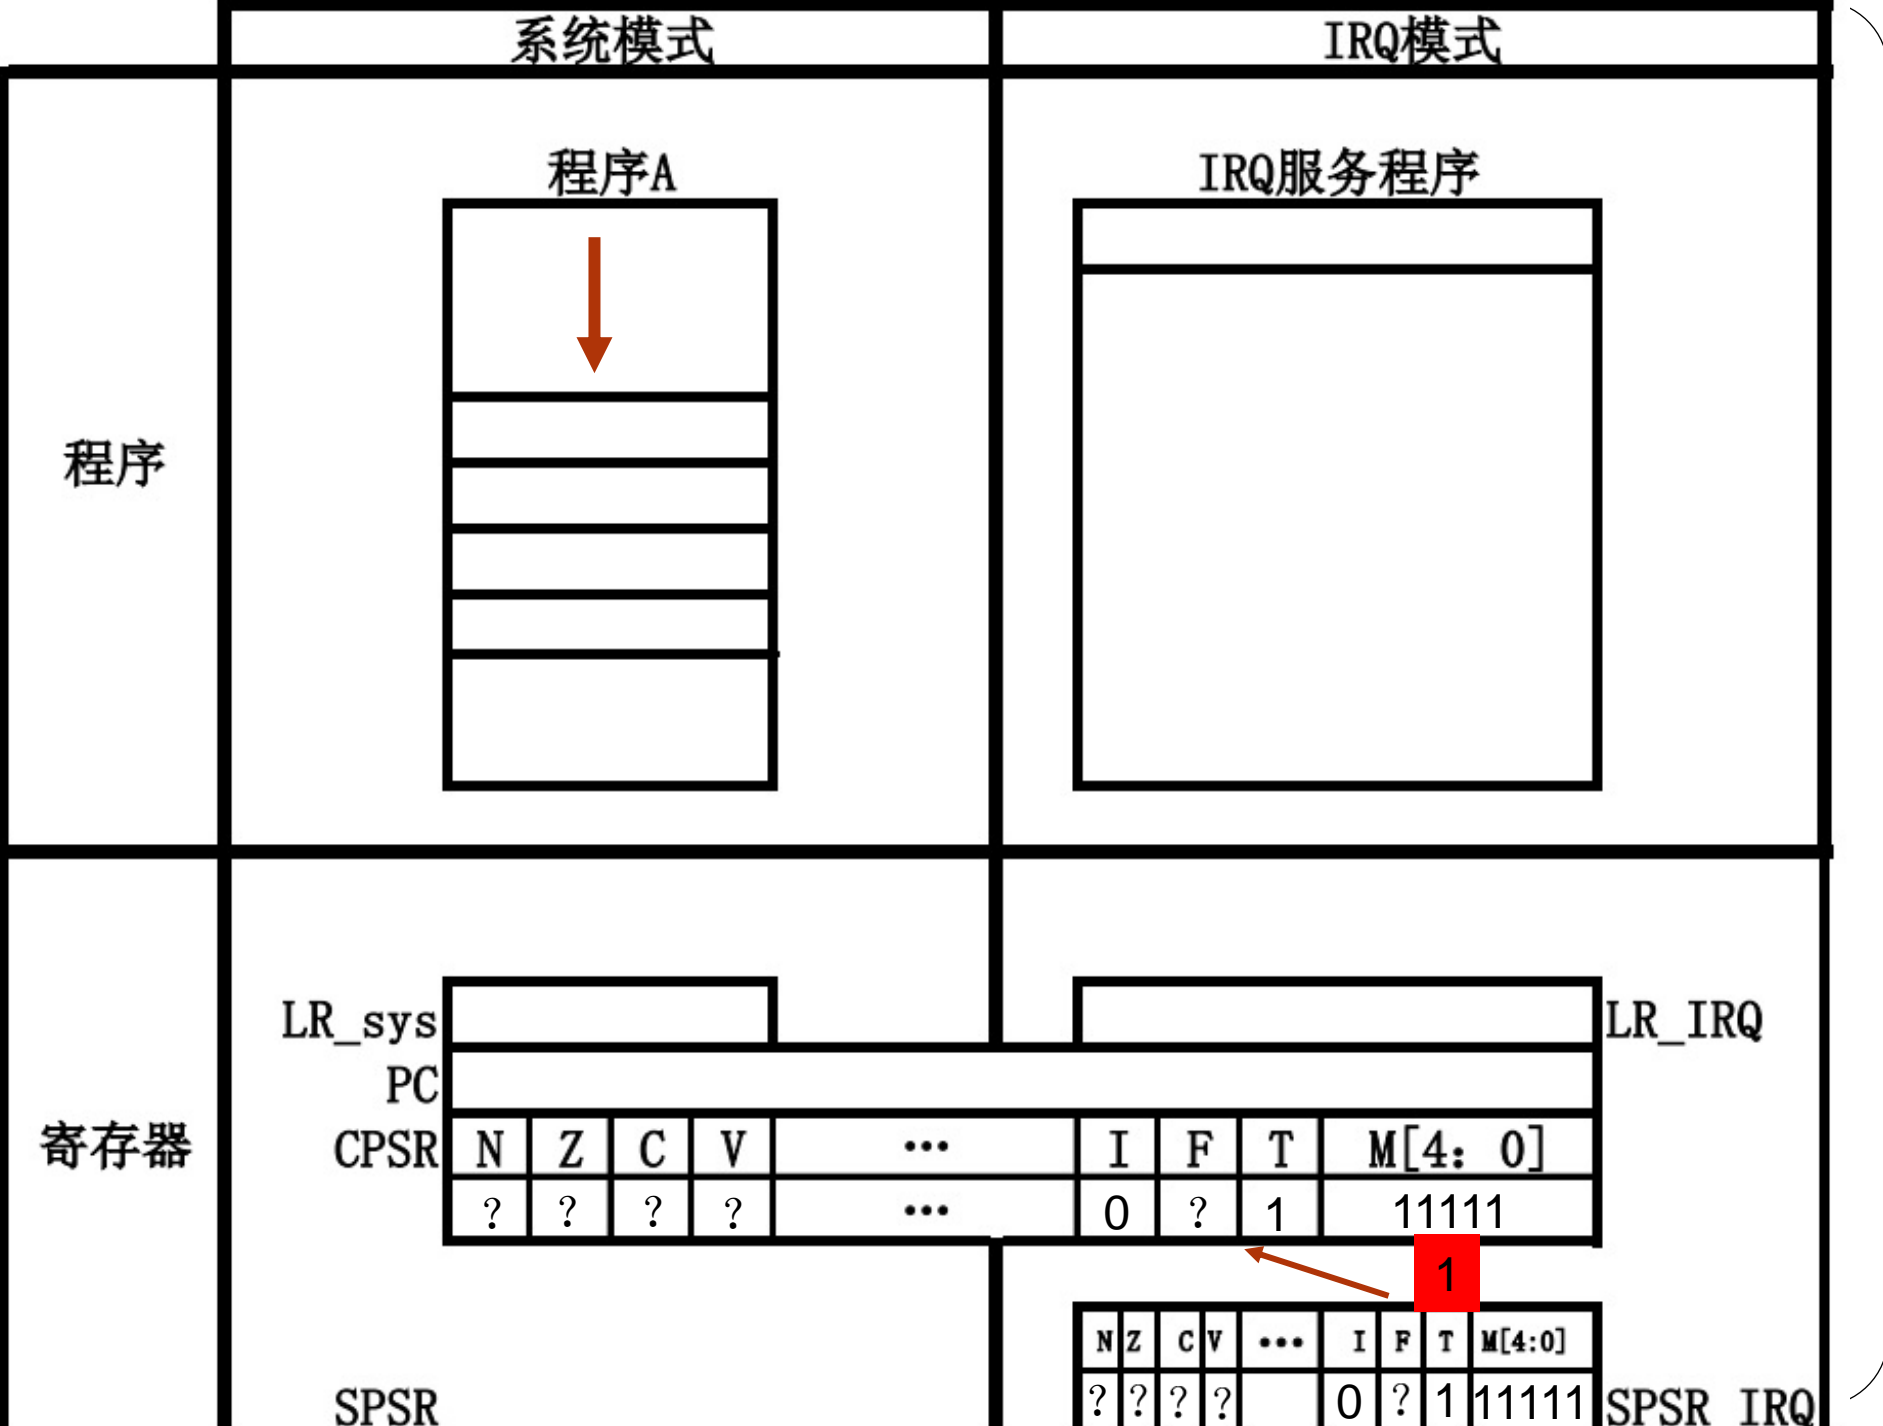 系统模式 IRQ模式
程序A IRQ服务程序
程序
LR_sys LR_IRQ
PC
寄存器
CPSR N Z C V ••• I F T M[4: 0]
? ? ? ? ••• 0 ? 1 11111
1
N Z C V ••• I F T M[4:0]
SPSR ? ? ? ? 0 ? 1 11111 SPSR_IRQ